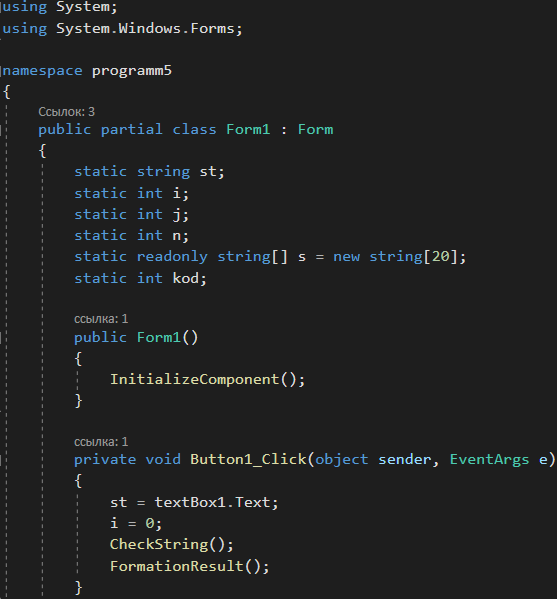 using System;
using System.Windows.Forms;
namespace programm5
{
Ссылок: 3
public partial class Form1 : Form
{
static string st;
static int i;
static int j;
static int n;
static readonly string[] s = new string[20];
static int kod;
ссылка: 1
public Form1()
{
InitializeComponent();
}
ссылка: 1
private void Button1_Click(object sender, EventArgs e)
{
st = textBox1.Text;
i = 0;
CheckString();
FormationResult();
}